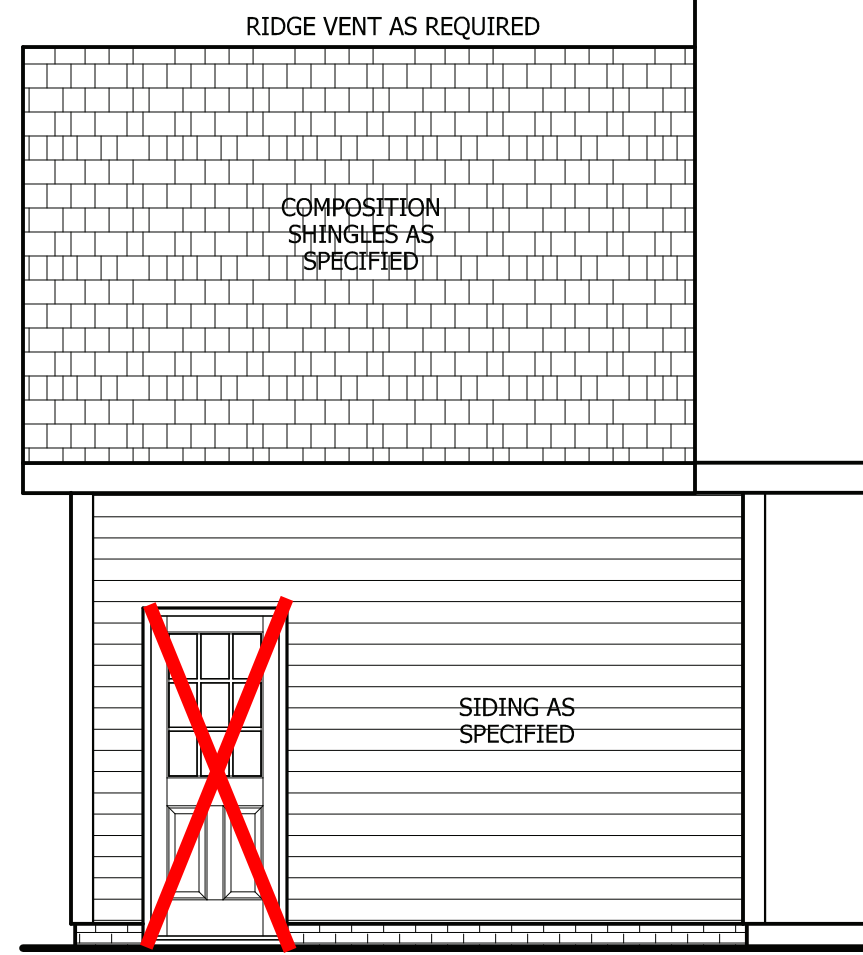 RIDGE VENT AS REQUIRED
COMPOSITION
SHINGLES AS
SPECIFIED
SIDING AS
SPECIFIED